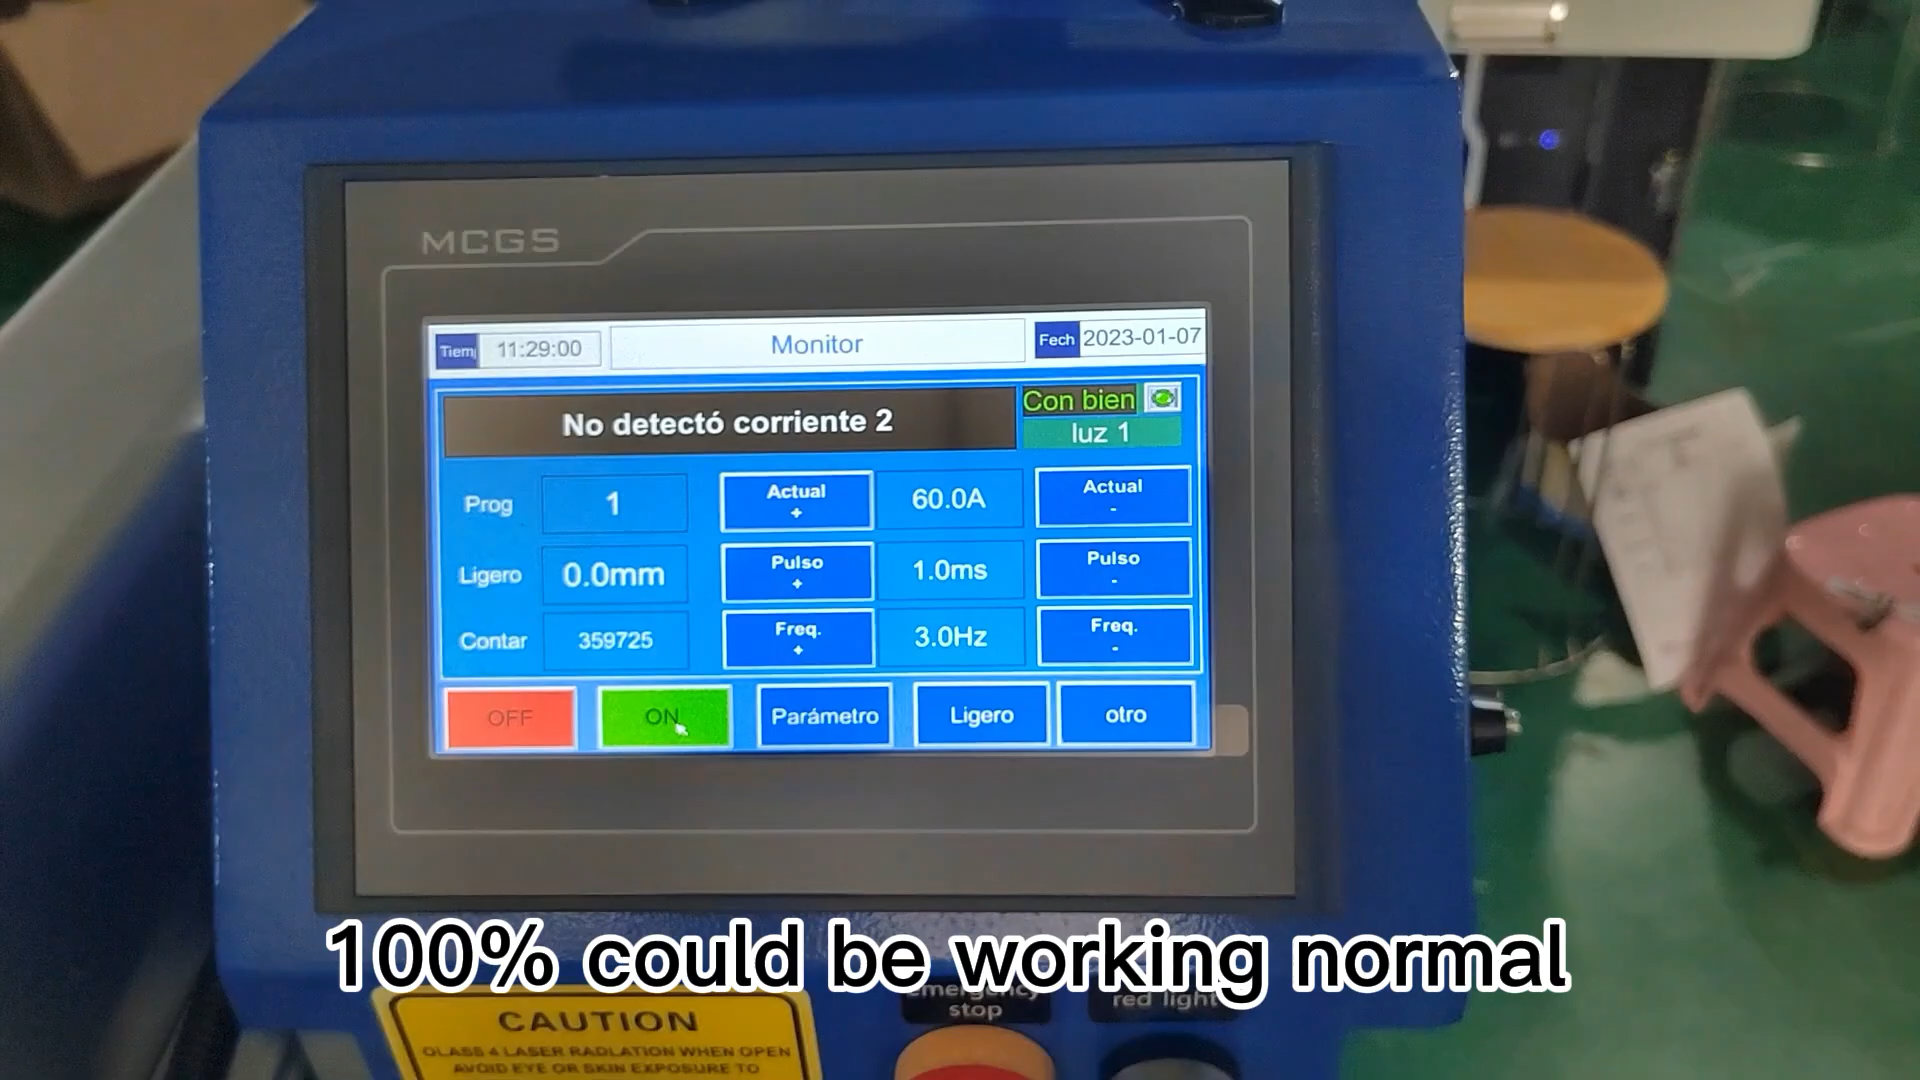 MCGS
Tiem
11:29:00
Monitor
Fech
2023-01-07
No detectó corriente 2
Con bien
luz 1
Prog
1
Actual
+
60.0A
Actual
-
Ligero
0.0mm
Pulso
+
1.0ms
Pulso
-
Contar
359725
Freq.
+
3.0Hz
Freq.
-
OFF
ON
Parámetro
Ligero
otro
100% could be working normal
emergency
stop
red light
CAUTION
CLASS 4 LASER RADLATION WHEN OPEN
AVOID EYE OR SKIN EXPOSURE TO